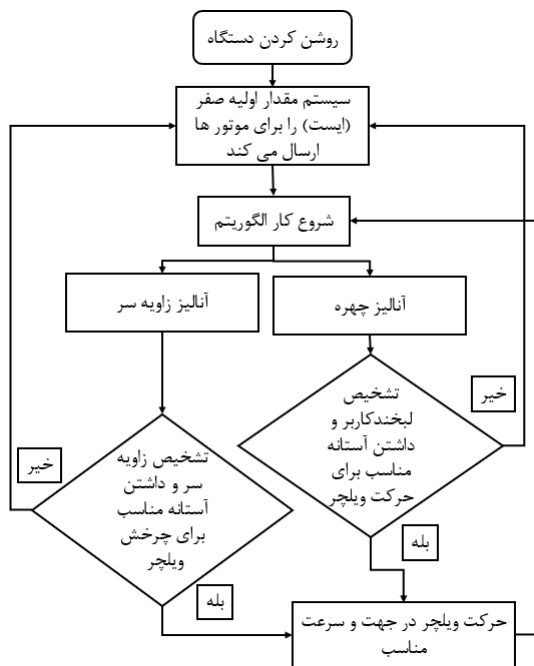 روشن کردن دستگاه
سیستم مقدار اولیه صفر
(ایست) را برای موتور ها
ارسال می کند
شروع کار الگوریتم
آنالیز چهره
آنالیز زاویه سر
تشخیص
لبخندکاربر و
داشتن آستانه
مناسب برای
حرکت ویلچر
خیر
تشخیص زاویه
سر و داشتن
آستانه مناسب
برای چرخش
ویلچر
خیر
بله
بله
حرکت ویلچر در جهت و سرعت
مناسب